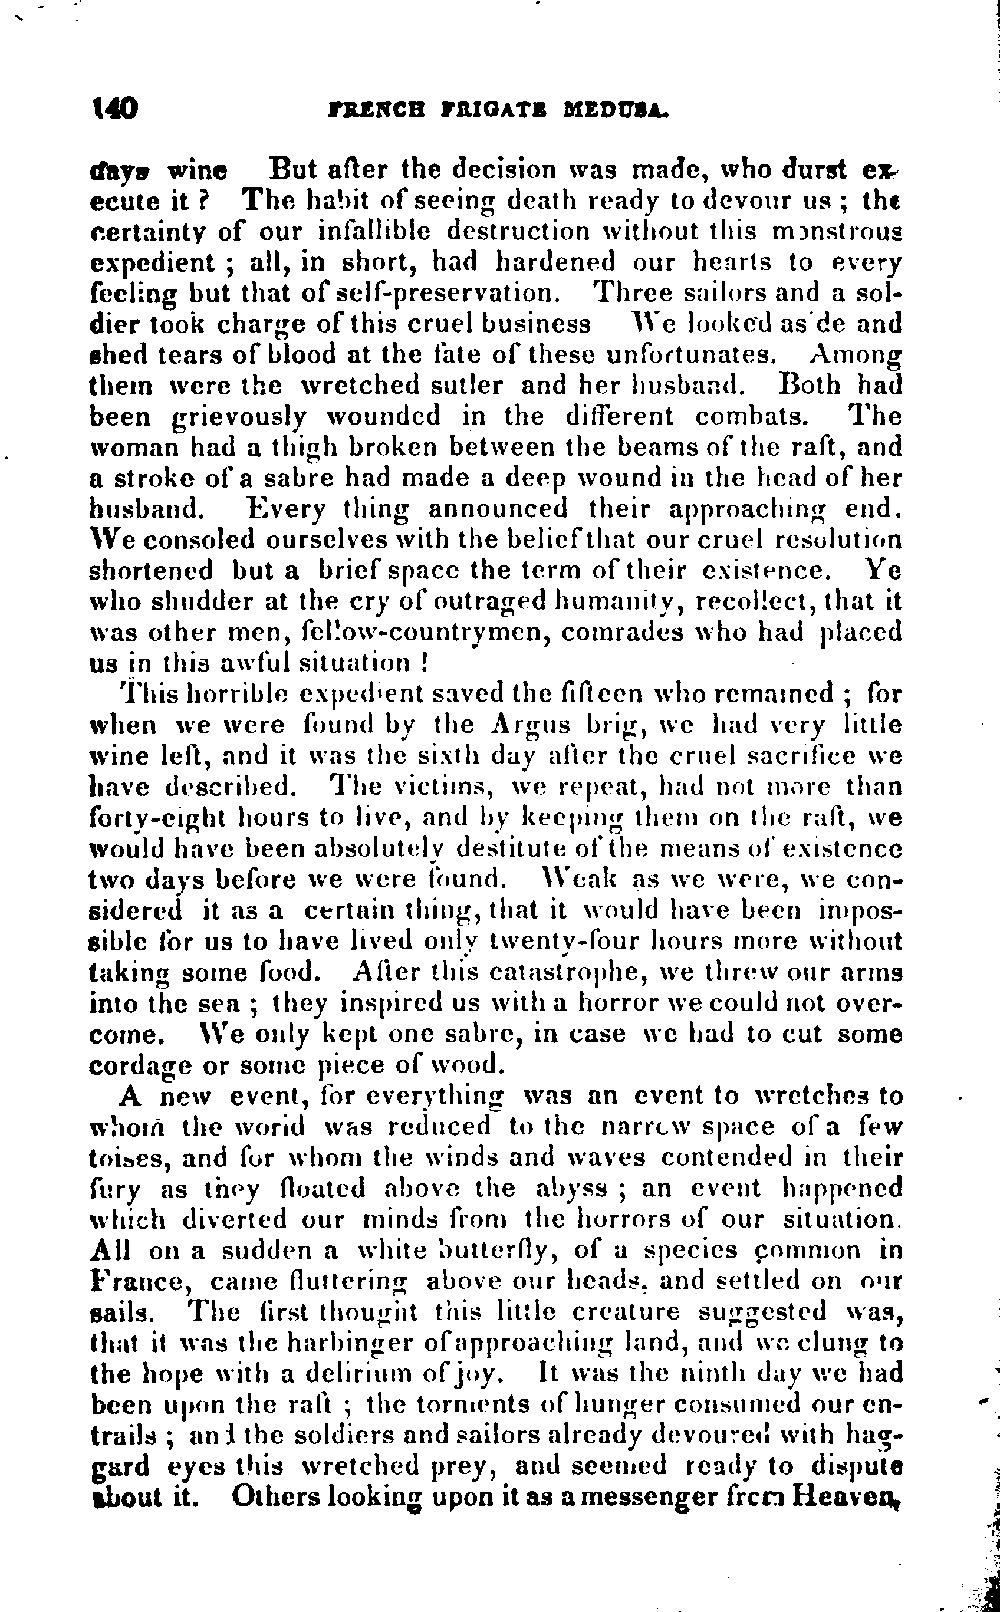 140 FRENCH FRIGATE MEDUSA.
days wine But after the decision was made, who durst ex-
ecute it ? The habit of seeing death ready to devour us ; the
certainty of our infallible destruction without this monstrous
expedient ; all, in short, had hardened our hearts to every
feeling but that of self-preservation. Three sailors and a sol-
dier took charge of this cruel business We looked as de and
shed tears of blood at the fate of these unfortunates. Among
them were the wretched sutler and her husband. Both had
been grievously wounded in the different combats. The
woman had a thigh broken between the beams of the raft, and
a stroke of a sabre had made a deep wound in the head of her
husband. Every thing announced their approaching end.
We consoled ourselves with the belief that our cruel resolution
shortened but a brief space the term of their existence. Ye
who shudder at the cry of outraged humanity, recollect, that it
was other men, fellow-countrymen, comrades who had placed
us in this awful situation !
This horrible expedient saved the fifteen who remained ; for
when we were found by the Argus brig, we had very little
wine left, and it was the sixth day after the cruel sacrifice we
have described. The victims, we repeat, had not more than
forty-eight hours to live, and by keeping them on the raft, we
would have been absolutely destitute of the means of existence
two days before we were found. Weak as we were, we con-
sidered it as a certain thing, that it would have been impos-
sible for us to have lived only twenty-four hours more without
taking some food. After this catastrophe, we threw our arms
into the sea ; they inspired us with a horror we could not over-
come. We only kept one sabre, in case we had to cut some
cordage or some piece of wood.
A new event, for everything was an event to wretches to
whom the world was reduced to the narrow space of a few
toises, and for whom the winds and waves contended in their
fury as they floated above the abyss ; an event happened
which diverted our minds from the horrors of our situation.
All on a sudden a white butterfly, of a species common in
France, came fluttering above our heads, and settled on our
sails. The first thought this little creature suggested was,
that it was the harbinger of approaching land, and we clung to
the hope with a delirium of joy. It was the ninth day we had
been upon the raft ; the torments of hunger consumed our en-
trails ; and the soldiers and sailors already devoured with hag-
gard eyes this wretched prey, and seemed ready to dispute
about it. Others looking upon it as a messenger from Heaven,